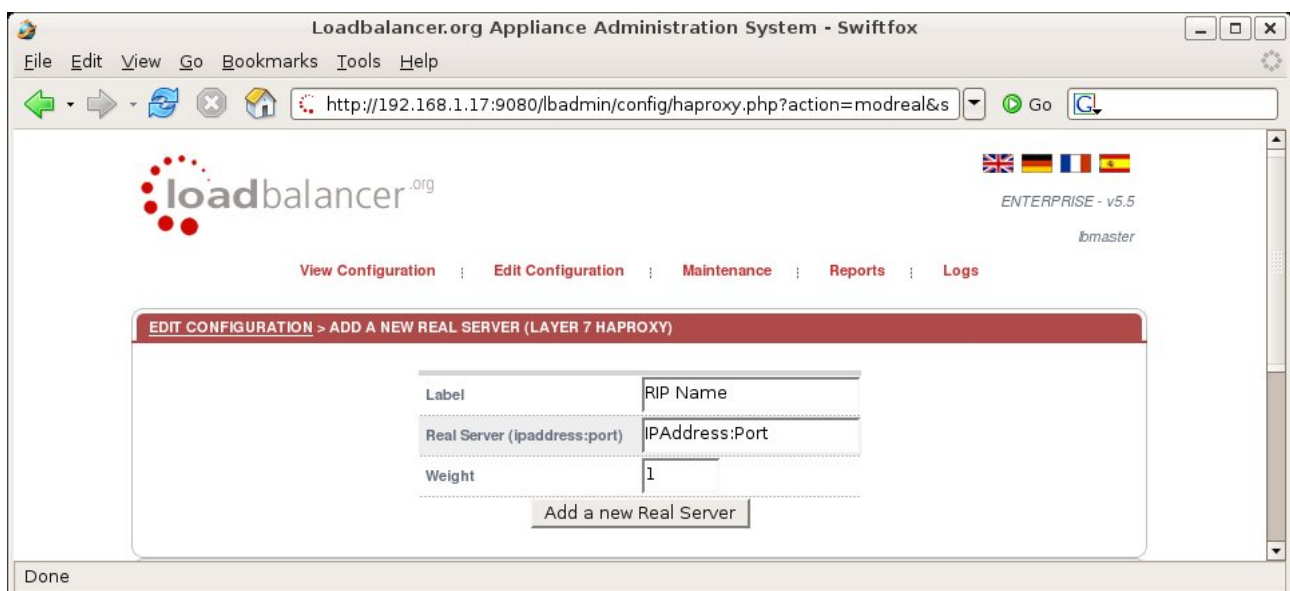 Loadbalancer.org Appliance Administration System - Swiftfox
File Edit View Go Bookmarks Tools Help
http://192.168.1.17:9080/lbadmin/config/haproxy.php?action=modreal&s Go G
loadbalancer.org
ENTERPRISE - v5.5
lbmaster
View Configuration Edit Configuration Maintenance Reports Logs
EDIT CONFIGURATION > ADD A NEW REAL SERVER (LAYER 7 HAPROXY)
Label RIP Name
Real Server (ipaddress:port) IPAddress:Port
Weight 1
Add a new Real Server
Done